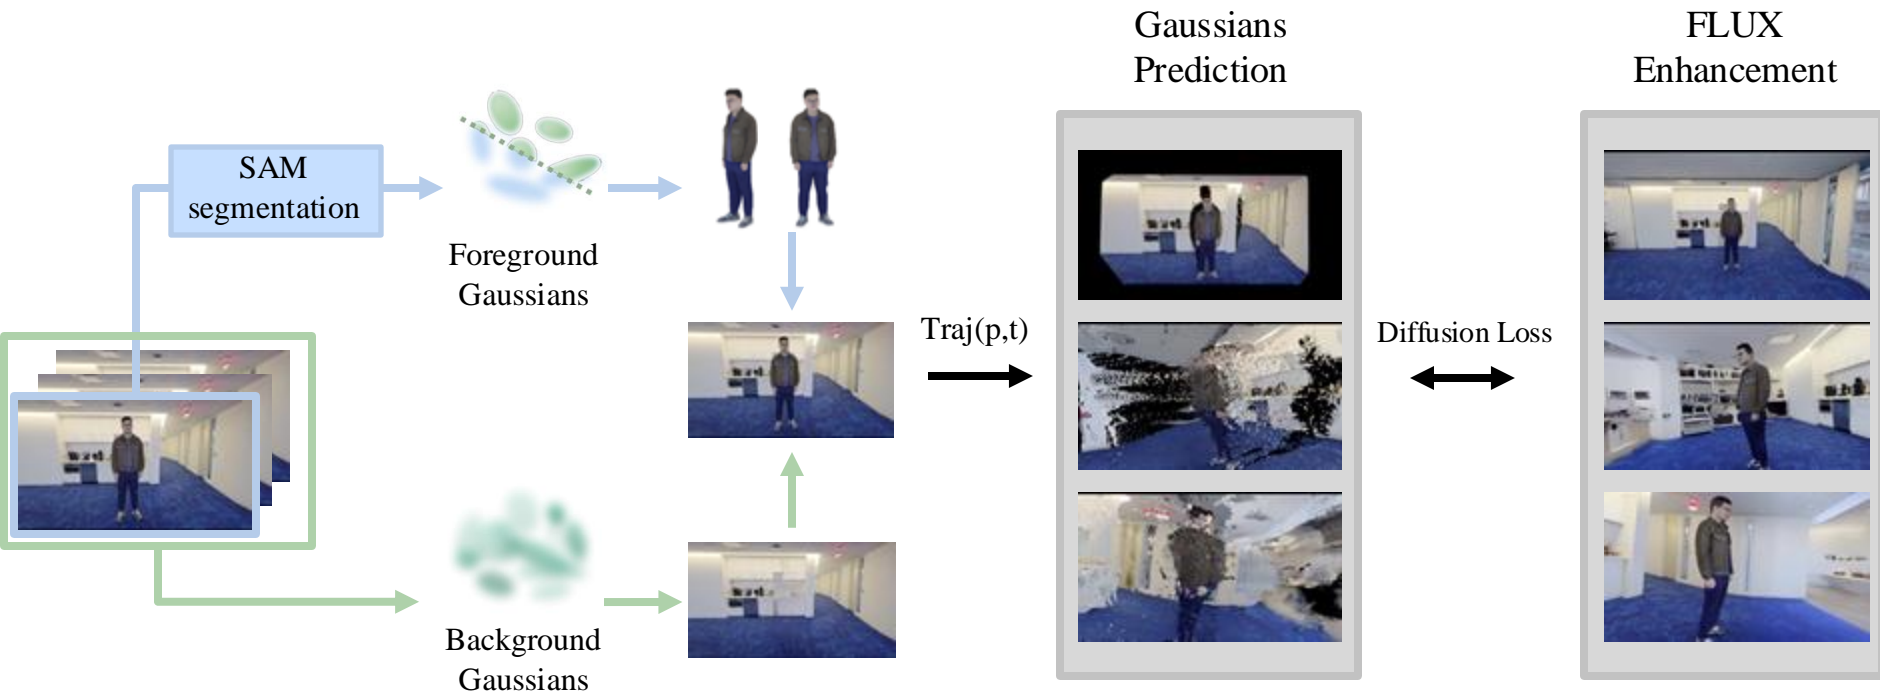 Gaussians
Prediction
FLUX
Enhancement
SAM
segmentation
Foreground
Gaussians
Traj(p,t)
Diffusion Loss
Background
Gaussians